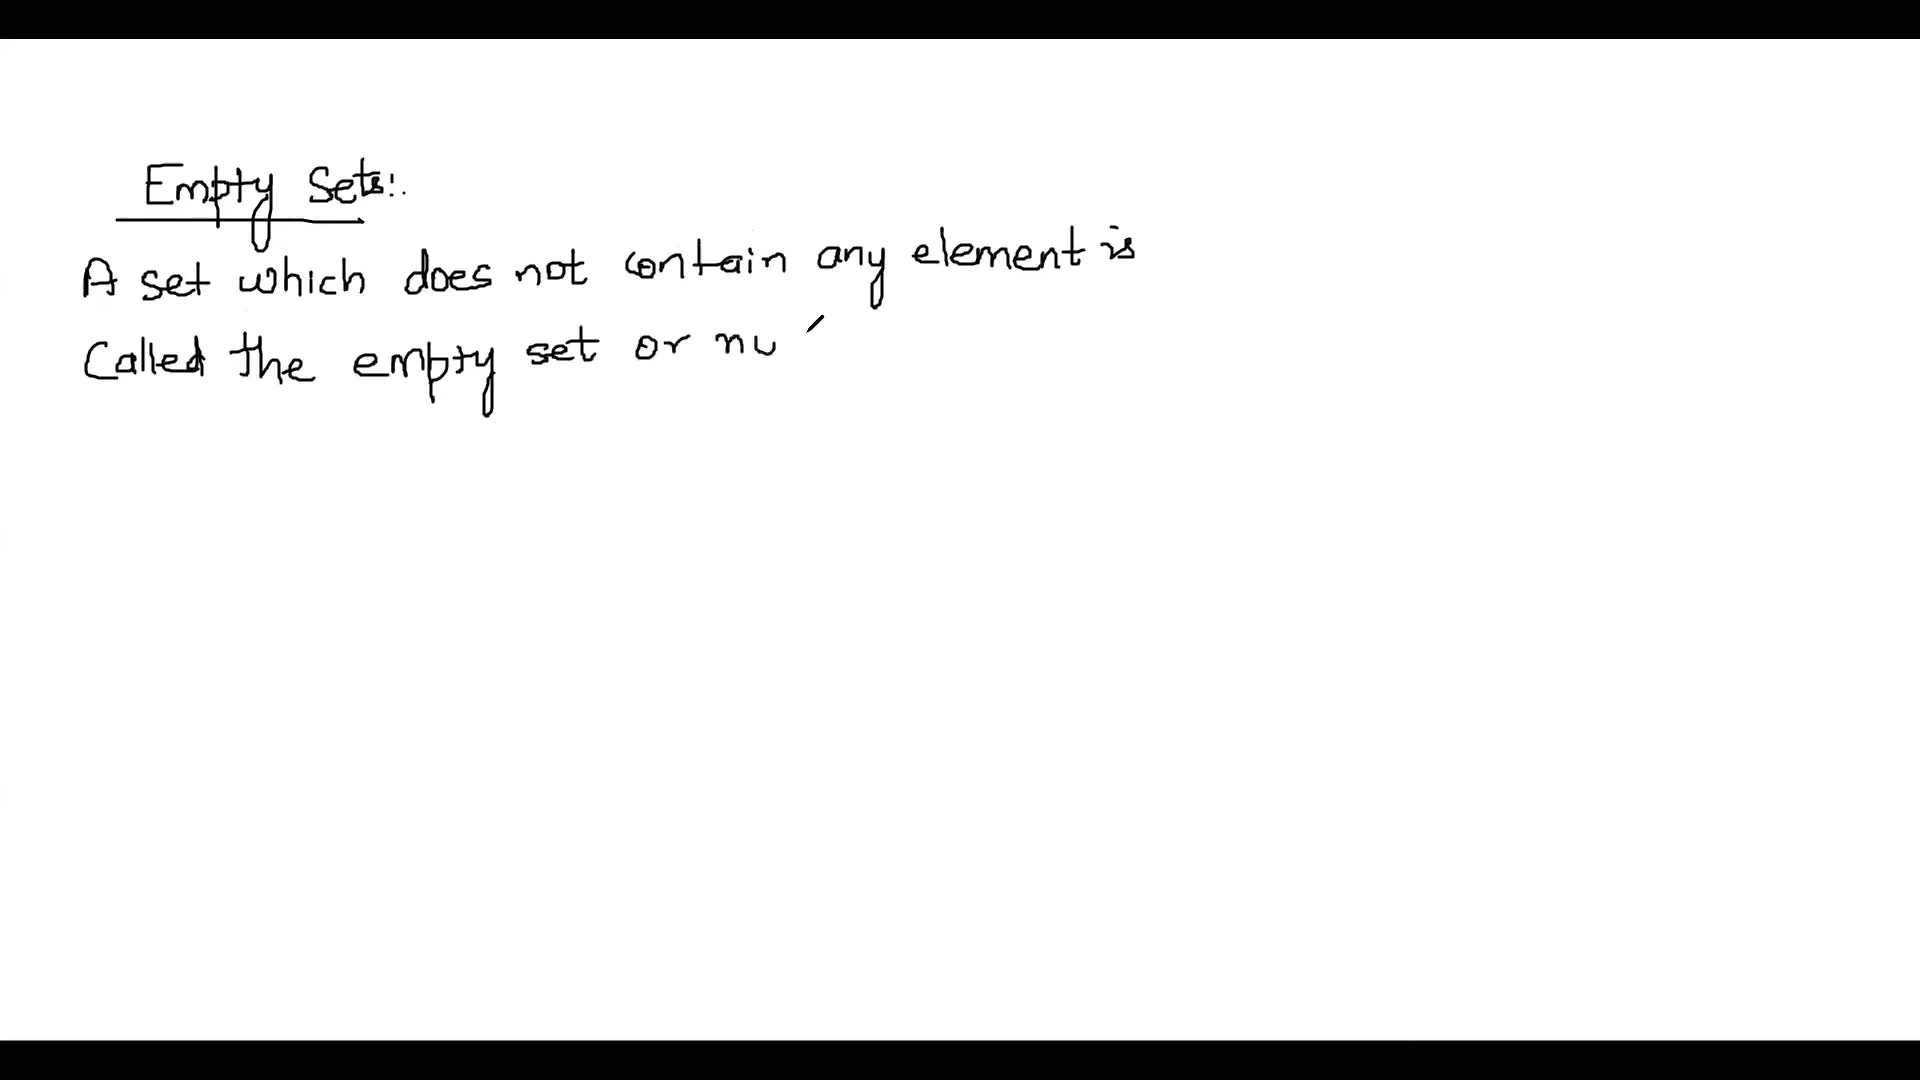 Empty Sets:.
A set which does not contain any element is
Called the empty set or nu